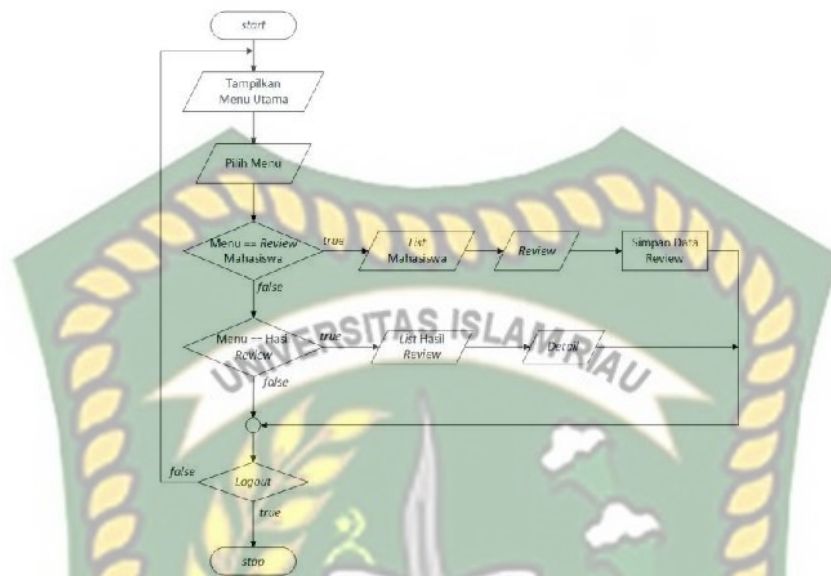 start
Tampilkan
Menu Utama
Pilih Menu
Menu == Review
Mahasiswa
true
List
Mahasiswa
Review
Simpan Data
Review
false
Menu == Hasil
Review
true
List Hasil
Review
Detail
false
UNIVERSITAS ISLAM RIAU
false
Logout
true
stop